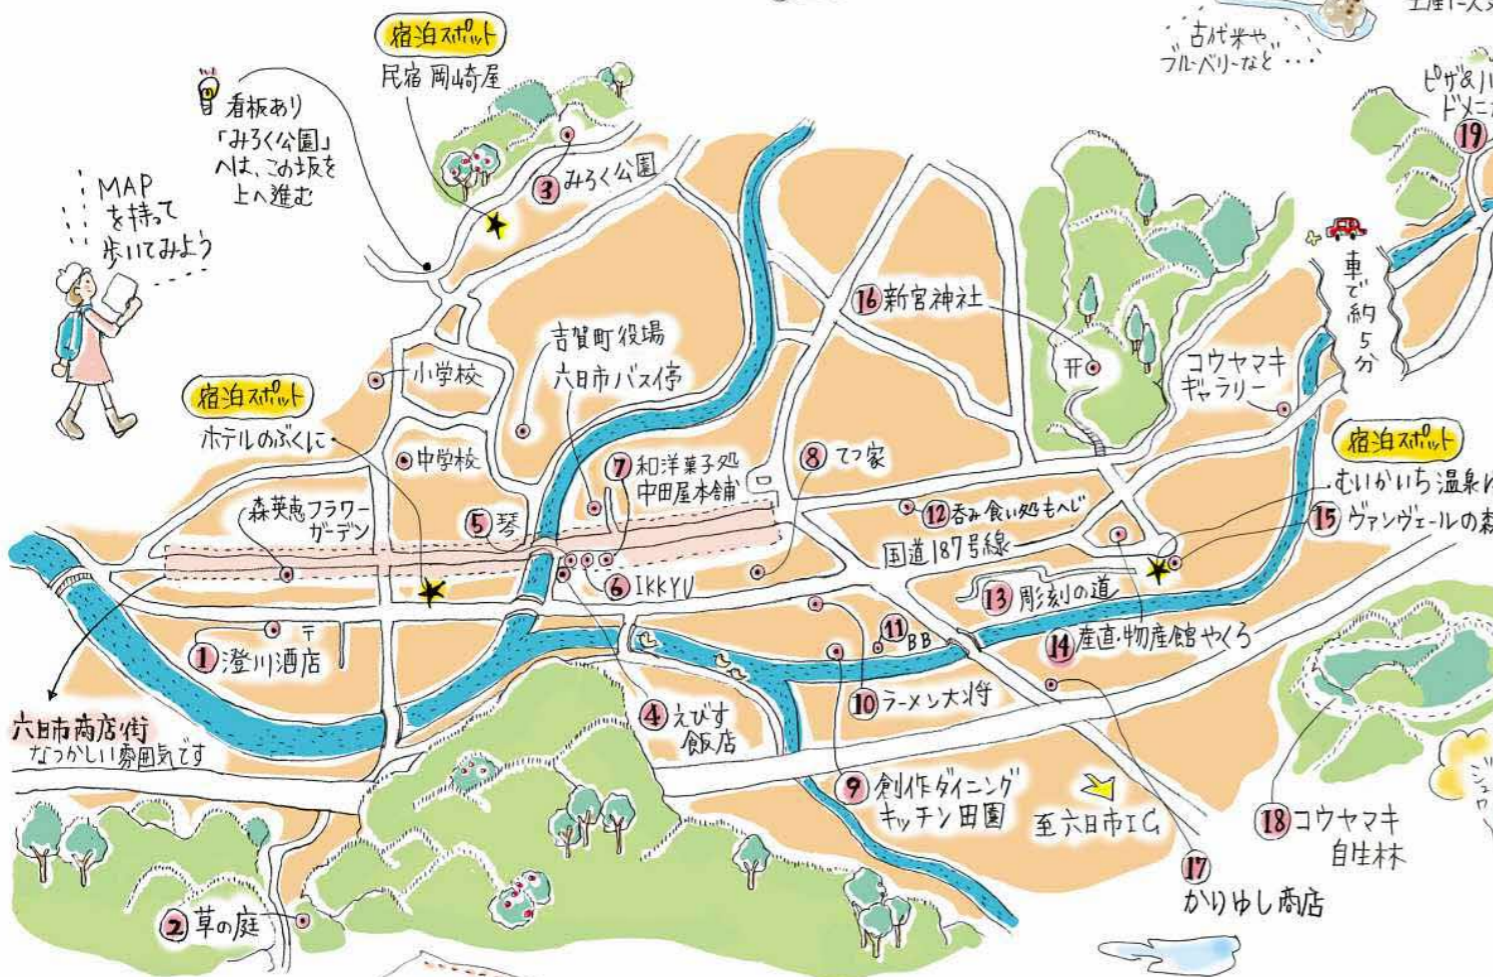 宿泊スポット
民宿 岡崎屋
古代米や
ブルーベリーなど・・・
看板あり
「みろく公園」
へは、この坂を
上へ進む
MAP
を持って
歩いてみよう
③ みろく公園
ピザ&
⑲
車で約5分
⑯ 新宮神社
吉賀町役場
六日市バス停
小学校
コウヤマキ
ギャラリー
宿泊スポット
ホテルのぶくに
中学校
⑦ 和洋菓子処
中田屋本舗
⑧ てつ家
宿泊スポット
むいかいち温泉
⑮ ヴァンヴェールの森
森英恵フラワー
ガーデン
⑤ 琴
⑫ 呑み食い処もへじ
国道187号線
⑥ IKKYU
⑬ 彫刻の道
① 澄川酒店
〒
⑪ BB
⑭ 産直・物産館やくろ
⑩ ラーメン大将
④ えびす
飯店
六日市商店街
なつかしい雰囲気です
⑨ 創作ダイニング
キッチン田園
至六日市IC
⑱ コウヤマキ
自生林
⑰
かりゆし商店
② 草の庭